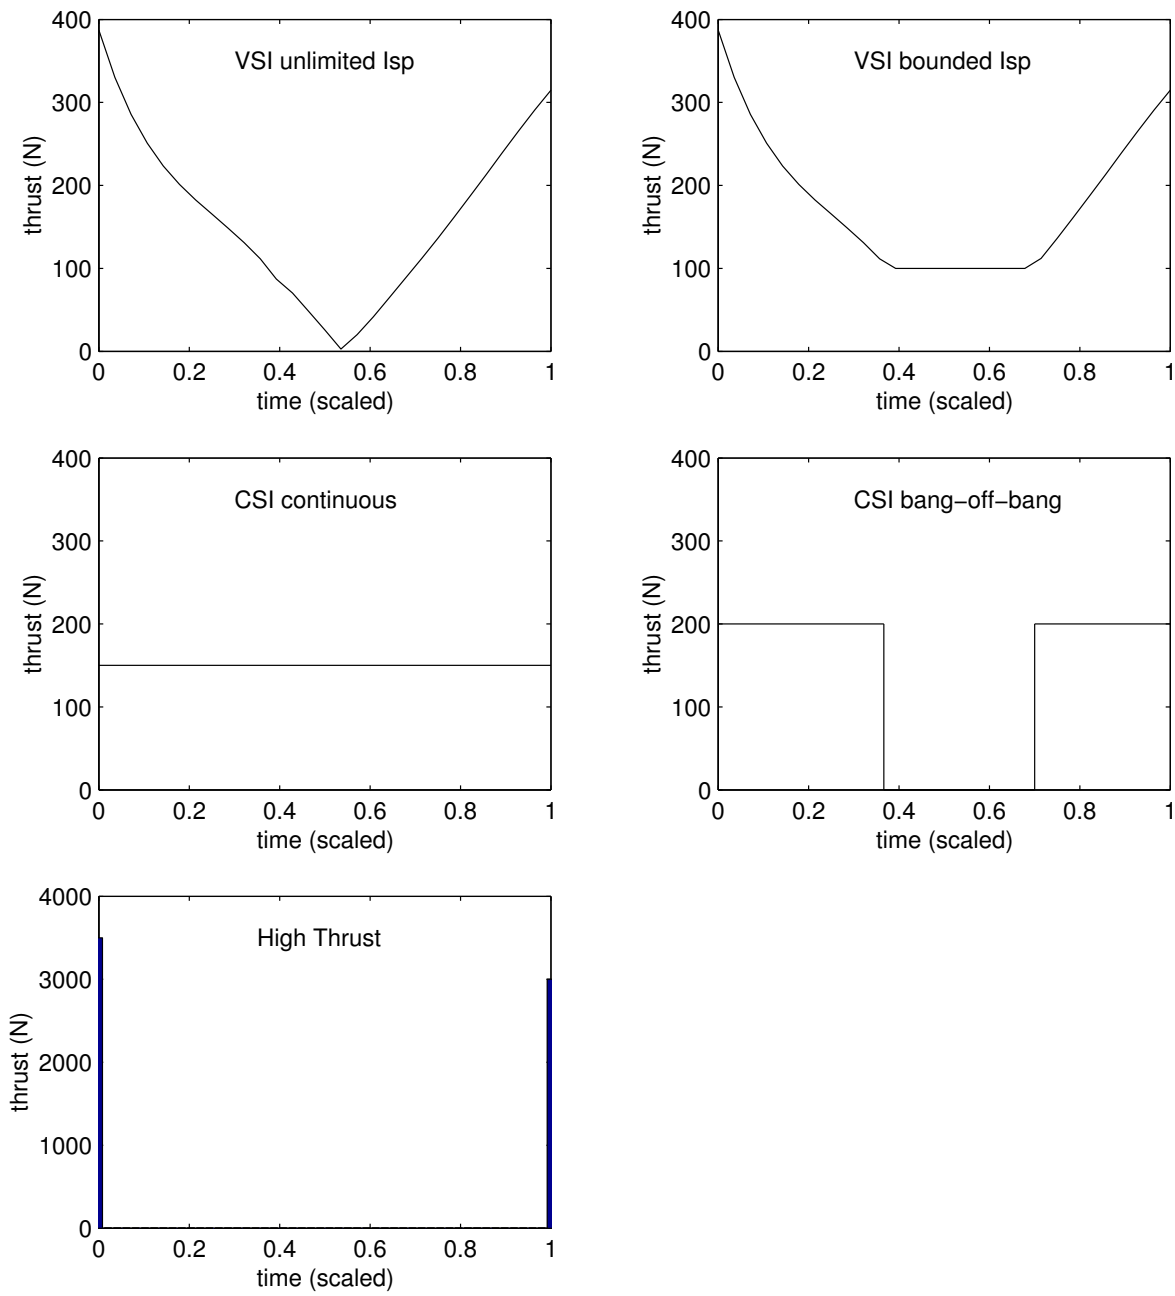 VSI unlimited Isp
thrust (N)
400
300
200
100
0
0 0.2 0.4 0.6 0.8 1
time (scaled)
VSI bounded Isp
thrust (N)
400
300
200
100
0
0 0.2 0.4 0.6 0.8 1
time (scaled)
CSI continuous
thrust (N)
400
300
200
100
0
0 0.2 0.4 0.6 0.8 1
time (scaled)
CSI bang−off−bang
thrust (N)
400
300
200
100
0
0 0.2 0.4 0.6 0.8 1
time (scaled)
High Thrust
thrust (N)
4000
3000
2000
1000
0
0 0.2 0.4 0.6 0.8 1
time (scaled)